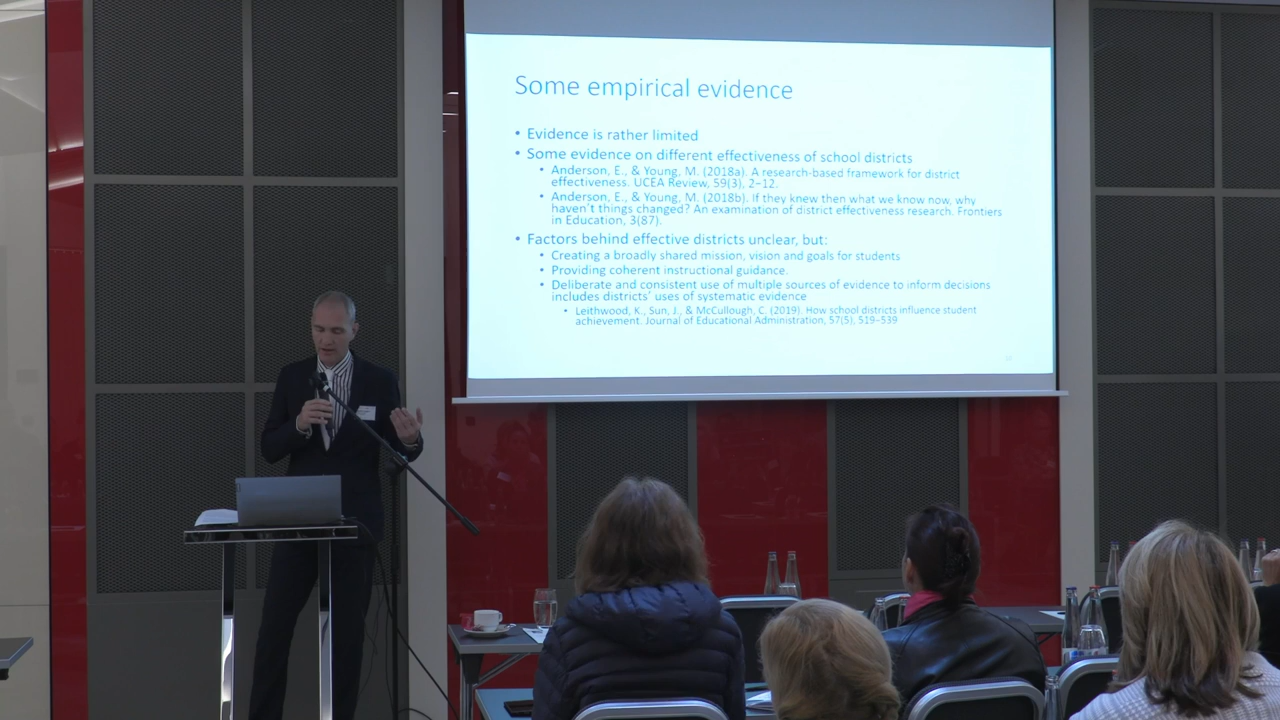 Some empirical evidence
• Evidence is rather limited
• Some evidence on different effectiveness of school districts
• Anderson, E., & Young, M. (2018a). A research-based framework for district
effectiveness. UCEA Review, 59(3), 2–12.
• Anderson, E., & Young, M. (2018b). If they knew then what we know now, why
haven't things changed? An examination of district effectiveness research. Frontiers
in Education, 3(87).
• Factors behind effective districts unclear, but:
• Creating a broadly shared mission, vision and goals for students
• Providing coherent instructional guidance.
• Deliberate and consistent use of multiple sources of evidence to inform decisions
includes districts' uses of systematic evidence
• Leithwood, K., Sun, J., & McCullough, C. (2019). How school districts influence student
achievement. Journal of Educational Administration, 57(5), 519–539